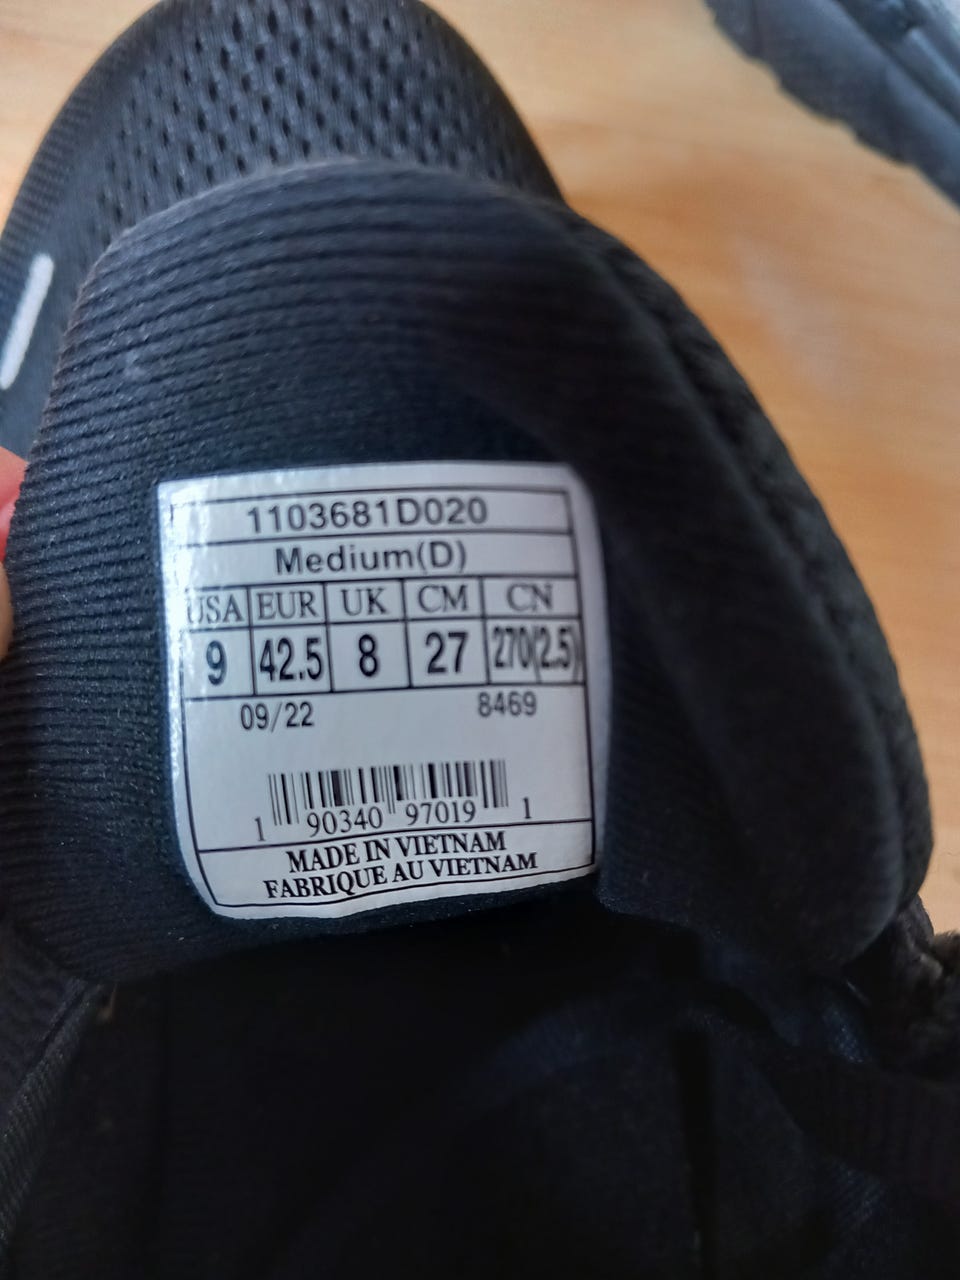 1103681D020
Medium(D)
USA EUR UK CM CN
9 42.5 8 27 270(2.5)
09/22 8469
1 90340 97019 1
MADE IN VIETNAM
FABRIQUE AU VIETNAM